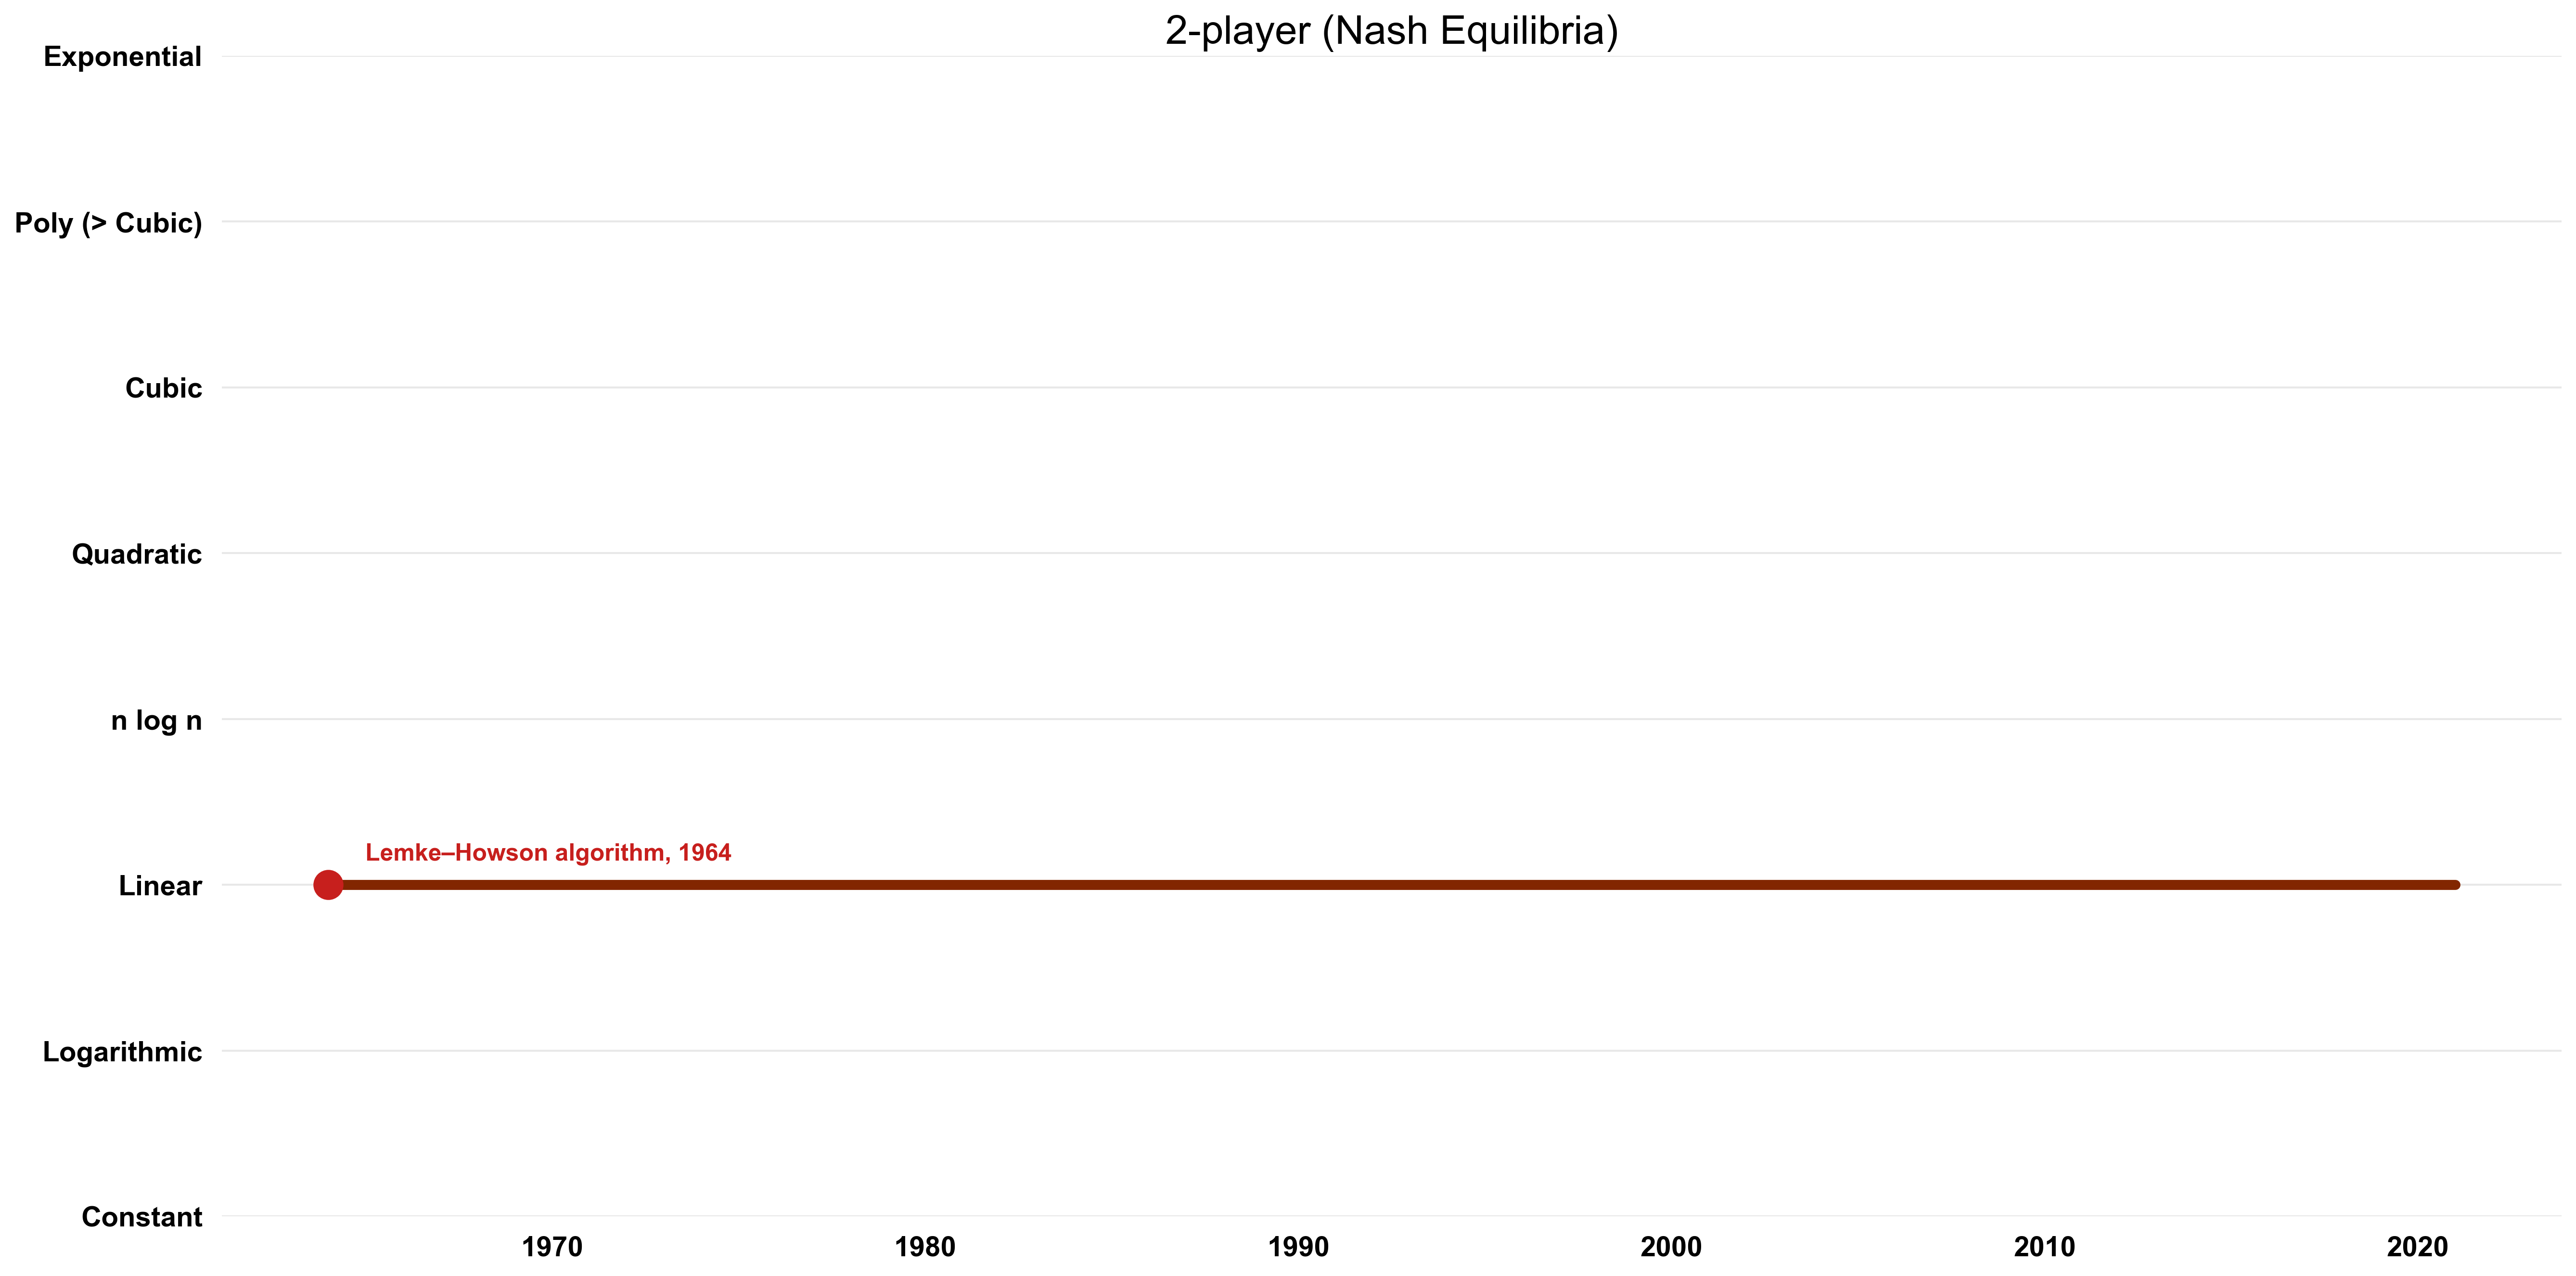 2-player (Nash Equilibria)
Exponential
Poly (> Cubic)
Cubic
Quadratic
n log n
Lemke–Howson algorithm, 1964
Linear
Logarithmic
Constant
1970 1980 1990 2000 2010 2020